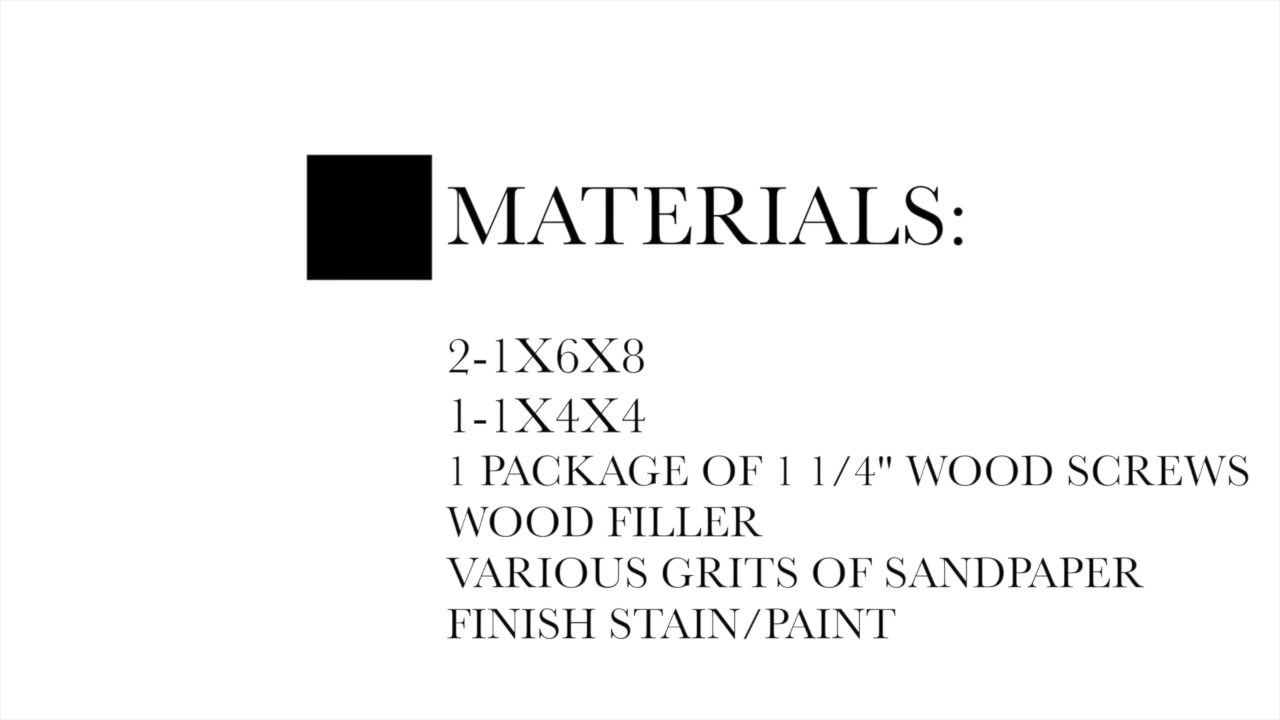 MATERIALS:
2-1X6X8
1-1X4X4
1 PACKAGE OF 1 1/4" WOOD SCREWS
WOOD FILLER
VARIOUS GRITS OF SANDPAPER
FINISH STAIN/PAINT